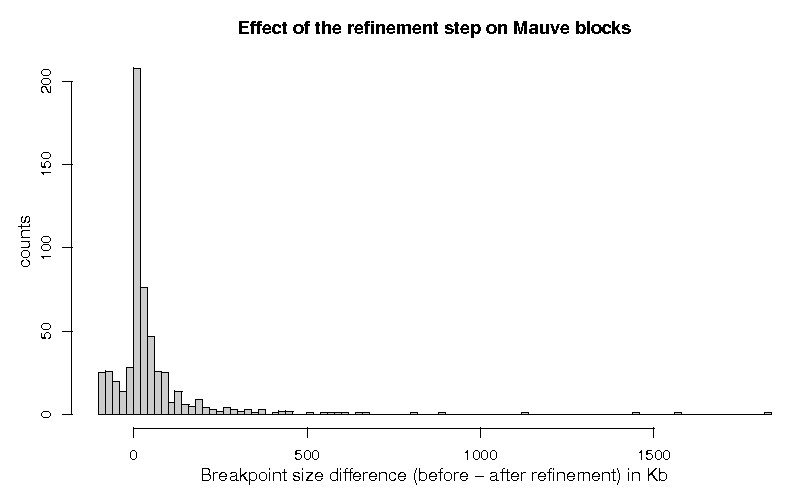 Effect of the refinement step on Mauve blocks
200
150
100
50
0
counts
0 500 1000 1500
Breakpoint size difference (before – after refinement) in Kb